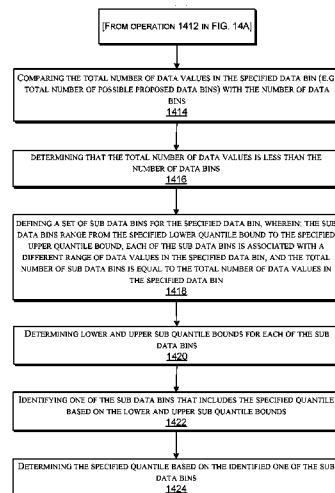 [FROM OPERATION 1412 IN FIG. 14A]
COMPARING THE TOTAL NUMBER OF DATA VALUES IN THE SPECIFIED DATA BIN (E.G
TOTAL NUMBER OF POSSIBLE PROPOSED DATA BINS) WITH THE NUMBER OF DATA
BINS
1414
DETERMINING THAT THE TOTAL NUMBER OF DATA VALUES IS LESS THAN THE
NUMBER OF DATA BINS
1416
DEFINING A SET OF SUB DATA BINS FOR THE SPECIFIED DATA BIN, WHEREIN; THE SUB
DATA BINS RANGE FROM THE SPECIFIED LOWER QUANTILE BOUND TO THE SPECIFIED
UPPER QUANTILE BOUND, EACH OF THE SUB DATA BINS IS ASSOCIATED WITH A
DIFFERENT RANGE OF DATA VALUES IN THE SPECIFIED DATA BIN, AND THE TOTAL
NUMBER OF SUB DATA BINS IS EQUAL TO THE TOTAL NUMBER OF DATA VALUES IN
THE SPECIFIED DATA BIN
1418
DETERMINING LOWER AND UPPER SUB QUANTILE BOUNDS FOR EACH OF THE SUB
DATA BINS
1420
IDENTIFYING ONE OF THE SUB DATA BINS THAT INCLUDES THE SPECIFIED QUANTILE
BASED ON THE LOWER AND UPPER SUB QUANTILE BOUNDS
1422
DETERMINING THE SPECIFIED QUANTILE BASED ON THE IDENTIFIED ONE OF THE SUB
DATA BINS
1424